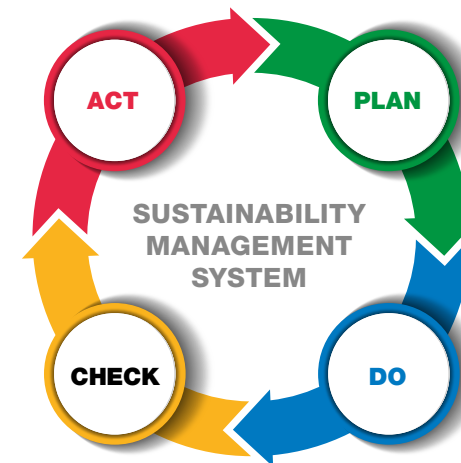 ACT
PLAN
SUSTAINABILITY
MANAGEMENT
SYSTEM
CHECK
DO